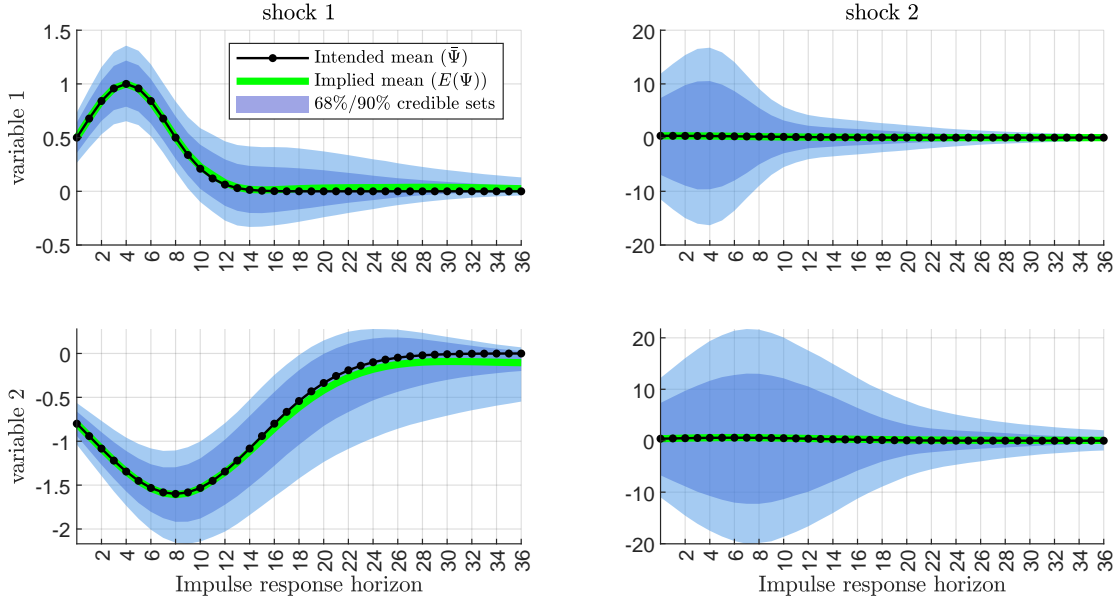 shock 1
shock 2
1.5
1
0.5
0
-0.5
variable 1
Intended mean (Ψ̄)
Implied mean (E(Ψ))
68%/90% credible sets
2 4 6 8 10 12 14 16 18 20 22 24 26 28 30 32 34 36
20
10
0
-10
-20
variable 1
2 4 6 8 10 12 14 16 18 20 22 24 26 28 30 32 34 36
0
-0.5
-1
-1.5
-2
variable 2
2 4 6 8 10 12 14 16 18 20 22 24 26 28 30 32 34 36
Impulse response horizon
20
10
0
-10
-20
variable 2
2 4 6 8 10 12 14 16 18 20 22 24 26 28 30 32 34 36
Impulse response horizon